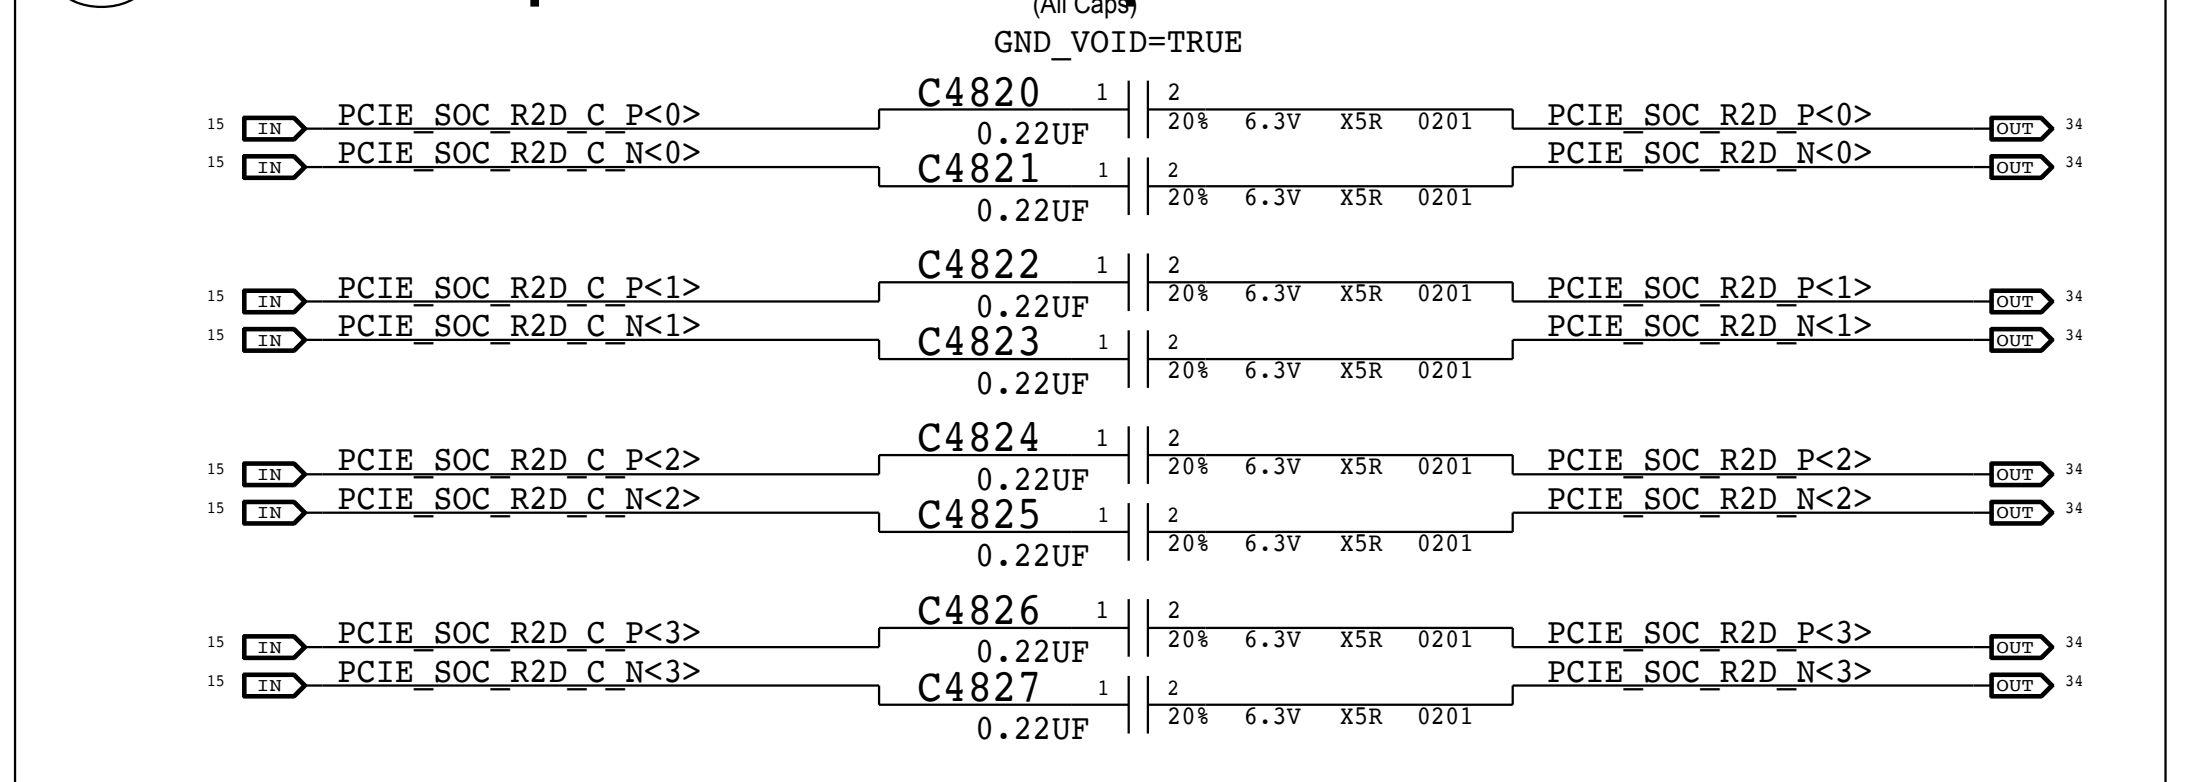 (All Caps)
GND_VOID=TRUE
C4820 1 2
15 IN PCIE_SOC_R2D_C_P<0> 0.22UF 20% 6.3V X5R 0201 PCIE_SOC_R2D_P<0> OUT 34
15 IN PCIE_SOC_R2D_C_N<0> PCIE_SOC_R2D_N<0> OUT 34
C4821 1 2
0.22UF 20% 6.3V X5R 0201
C4822 1 2
15 IN PCIE_SOC_R2D_C_P<1> 0.22UF 20% 6.3V X5R 0201 PCIE_SOC_R2D_P<1> OUT 34
15 IN PCIE_SOC_R2D_C_N<1> PCIE_SOC_R2D_N<1> OUT 34
C4823 1 2
0.22UF 20% 6.3V X5R 0201
C4824 1 2
15 IN PCIE_SOC_R2D_C_P<2> 0.22UF 20% 6.3V X5R 0201 PCIE_SOC_R2D_P<2> OUT 34
15 IN PCIE_SOC_R2D_C_N<2> PCIE_SOC_R2D_N<2> OUT 34
C4825 1 2
0.22UF 20% 6.3V X5R 0201
C4826 1 2
15 IN PCIE_SOC_R2D_C_P<3> 0.22UF 20% 6.3V X5R 0201 PCIE_SOC_R2D_P<3> OUT 34
15 IN PCIE_SOC_R2D_C_N<3> PCIE_SOC_R2D_N<3> OUT 34
C4827 1 2
0.22UF 20% 6.3V X5R 0201